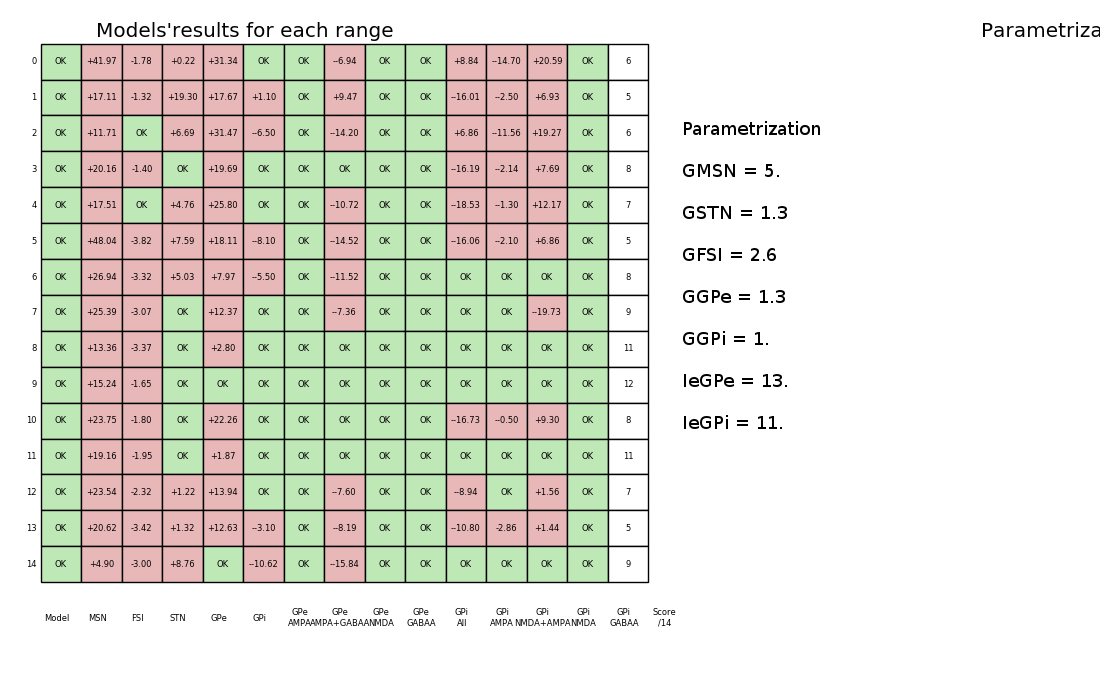 Models'results for each range
Parametriza
0 OK +41.97 -1.78 +0.22 +31.34 OK OK −6.94 OK OK +8.84 −14.70 +20.59 OK 6
1 OK +17.11 -1.32 +19.30 +17.67 +1.10 OK +9.47 OK OK −16.01 −2.50 +6.93 OK 5
2 OK +11.71 OK +6.69 +31.47 −6.50 OK −14.20 OK OK +6.86 −11.56 +19.27 OK 6
3 OK +20.16 -1.40 OK +19.69 OK OK OK OK OK −16.19 −2.14 +7.69 OK 8
4 OK +17.51 OK +4.76 +25.80 OK OK −10.72 OK OK −18.53 −1.30 +12.17 OK 7
5 OK +48.04 -3.82 +7.59 +18.11 −8.10 OK −14.52 OK OK −16.06 −2.10 +6.86 OK 5
6 OK +26.94 -3.32 +5.03 +7.97 −5.50 OK −11.52 OK OK OK OK OK OK 8
7 OK +25.39 -3.07 OK +12.37 OK OK −7.36 OK OK OK OK −19.73 OK 9
8 OK +13.36 -3.37 OK +2.80 OK OK OK OK OK OK OK OK OK 11
9 OK +15.24 -1.65 OK OK OK OK OK OK OK OK OK OK OK 12
10 OK +23.75 -1.80 OK +22.26 OK OK OK OK OK −16.73 −0.50 +9.30 OK 8
11 OK +19.16 -1.95 OK +1.87 OK OK OK OK OK OK OK OK OK 11
12 OK +23.54 -2.32 +1.22 +13.94 OK OK −7.60 OK OK −8.94 OK +1.56 OK 7
13 OK +20.62 -3.42 +1.32 +12.63 −3.10 OK −8.19 OK OK −10.80 -2.86 +1.44 OK 5
14 OK +4.90 -3.00 +8.76 OK −10.62 OK −15.84 OK OK OK OK OK OK 9
Model MSN FSI STN GPe GPi GPe GPe GPe GPe GPi GPi GPi GPi GPi Score
AMPA AMPA+GABAA NMDA GABAA All AMPA NMDA+AMPA NMDA GABAA /14
Parametrization
GMSN = 5.
GSTN = 1.3
GFSI = 2.6
GGPe = 1.3
GGPi = 1.
IeGPe = 13.
IeGPi = 11.